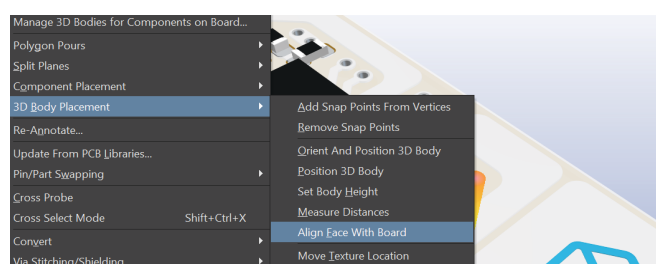 Manage 3D Bodies for Components on Board...
Polygon Pours
Split Planes
Component Placement
3D Body Placement
Re-Annotate...
Update From PCB Libraries...
Pin/Part Swapping
Cross Probe
Cross Select Mode Shift+Ctrl+X
Convert
Via Stitching/Shielding
Add Snap Points From Vertices
Remove Snap Points
Orient And Position 3D Body
Position 3D Body
Set Body Height
Measure Distances
Align Face With Board
Move Texture Location